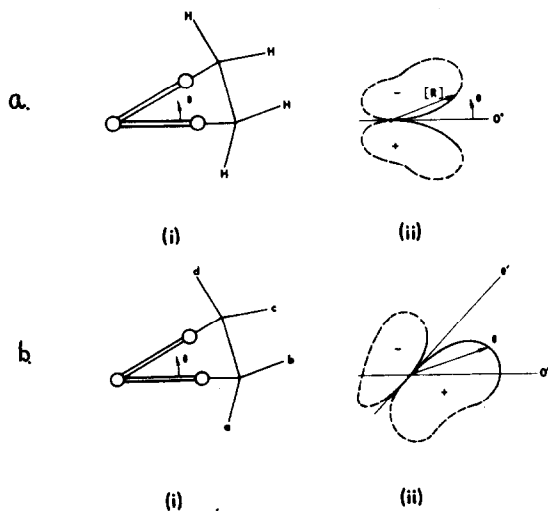 a.
H
H
H
H
θ
(i)
-
+
[R]
θ
0°
(ii)
b.
d
c
b
a
θ
(i)
-
+
θ'
0°
(ii)